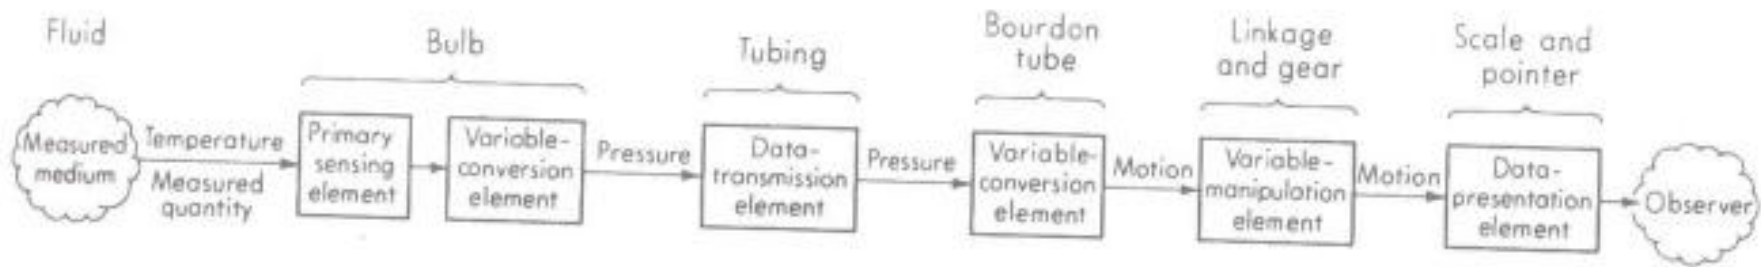 Fluid
Bulb
Tubing
Bourdon
tube
Linkage
and gear
Scale and
pointer
Measured
medium
Temperature
Measured
quantity
Primary
sensing
element
Variable-
conversion
element
Pressure
Data-
transmission
element
Pressure
Variable-
conversion
element
Motion
Variable-
manipulation
element
Motion
Data-
presentation
element
Observer